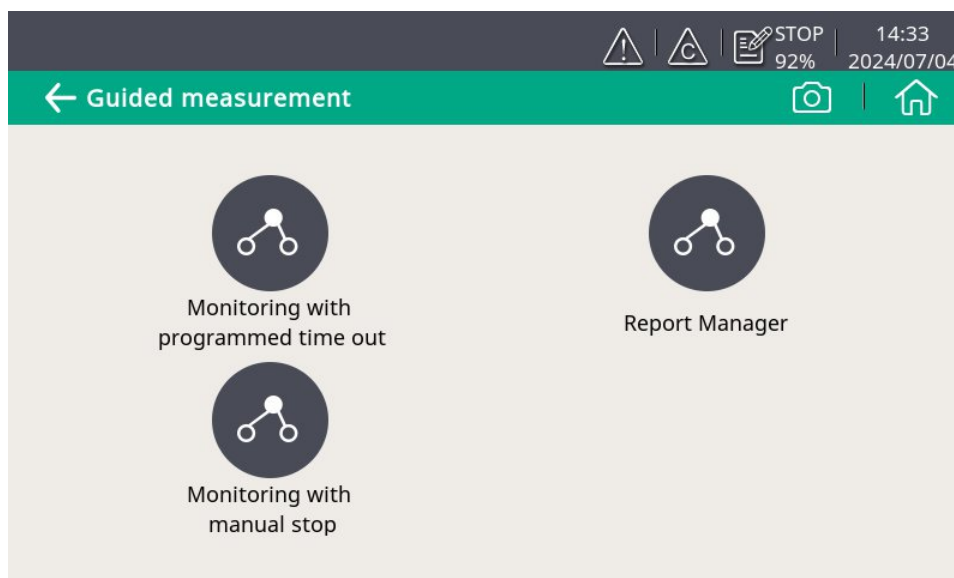 STOP
92%
14:33
2024/07/04
C
Guided measurement
Monitoring with
programmed time out
Report Manager
Monitoring with
manual stop